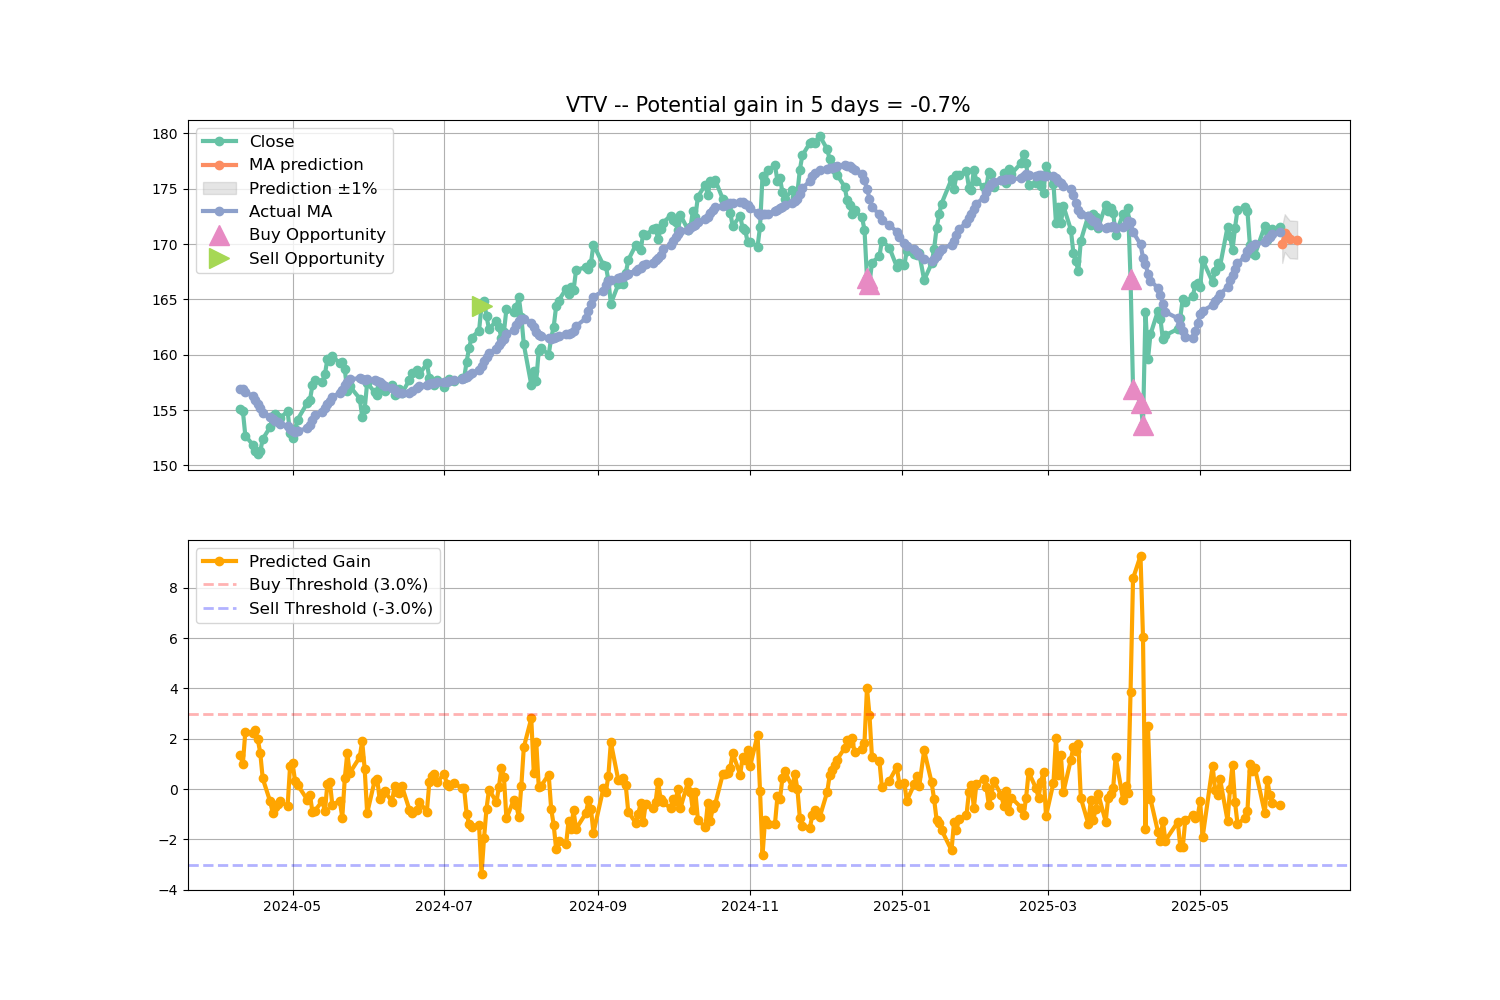 VTV -- Potential gain in 5 days = -0.7%
180
175
170
165
160
155
150
Close
MA prediction
Prediction ±1%
Actual MA
Buy Opportunity
Sell Opportunity
8
6
4
2
0
−2
−4
Predicted Gain
Buy Threshold (3.0%)
Sell Threshold (-3.0%)
2024-05
2024-07
2024-09
2024-11
2025-01
2025-03
2025-05